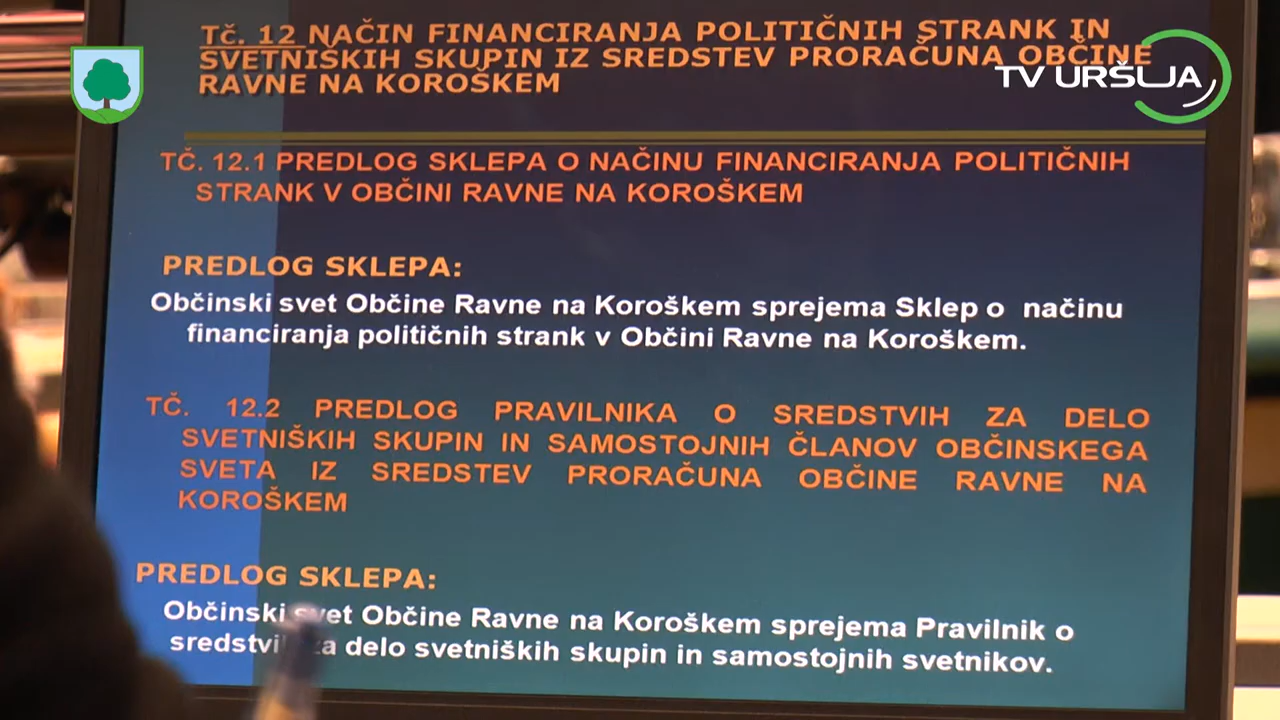 Tč. 12 NAČIN FINANCIRANJA POLITIČNIH STRANK IN
SVETNIŠKIH SKUPIN IZ SREDSTEV PRORAČUNA OBČINE
RAVNE NA KOROŠKEM
TV URŠLJA
TČ. 12.1 PREDLOG SKLEPA O NAČINU FINANCIRANJA POLITIČNIH
STRANK V OBČINI RAVNE NA KOROŠKEM
PREDLOG SKLEPA:
Občinski svet Občine Ravne na Koroškem sprejema Sklep o načinu
financiranja političnih strank v Občini Ravne na Koroškem.
TČ. 12.2 PREDLOG PRAVILNIKA O SREDSTVIH ZA DELO
SVETNIŠKIH SKUPIN IN SAMOSTOJNIH ČLANOV OBČINSKEGA
SVETA IZ SREDSTEV PRORAČUNA OBČINE RAVNE NA
KOROŠKEM
PREDLOG SKLEPA:
Občinski svet Občine Ravne na Koroškem sprejema Pravilnik o
sredstvih za delo svetniških skupin in samostojnih svetnikov.